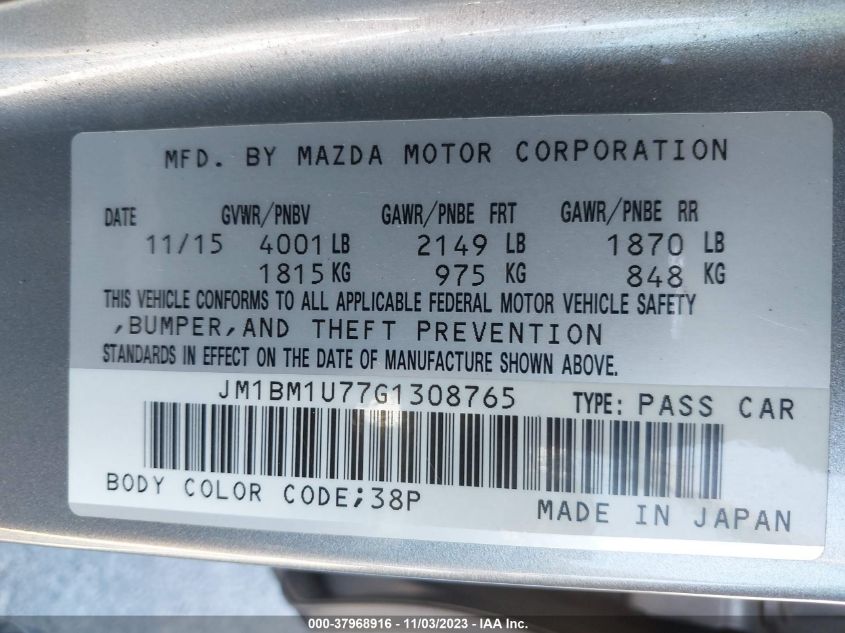 MFD. BY MAZDA MOTOR CORPORATION
DATE GVWR/PNBV GAWR/PNBE FRT GAWR/PNBE RR
11/15 4001 LB 2149 LB 1870 LB
1815 KG 975 KG 848 KG
THIS VEHICLE CONFORMS TO ALL APPLICABLE FEDERAL MOTOR VEHICLE SAFETY
,BUMPER,AND THEFT PREVENTION
STANDARDS IN EFFECT ON THE DATE OF MANUFACTURE SHOWN ABOVE.
JM1BM1U77G1308765 TYPE: PASS CAR
BODY COLOR CODE;38P
MADE IN JAPAN
000-37968916 - 11/03/2023 - IAA Inc.